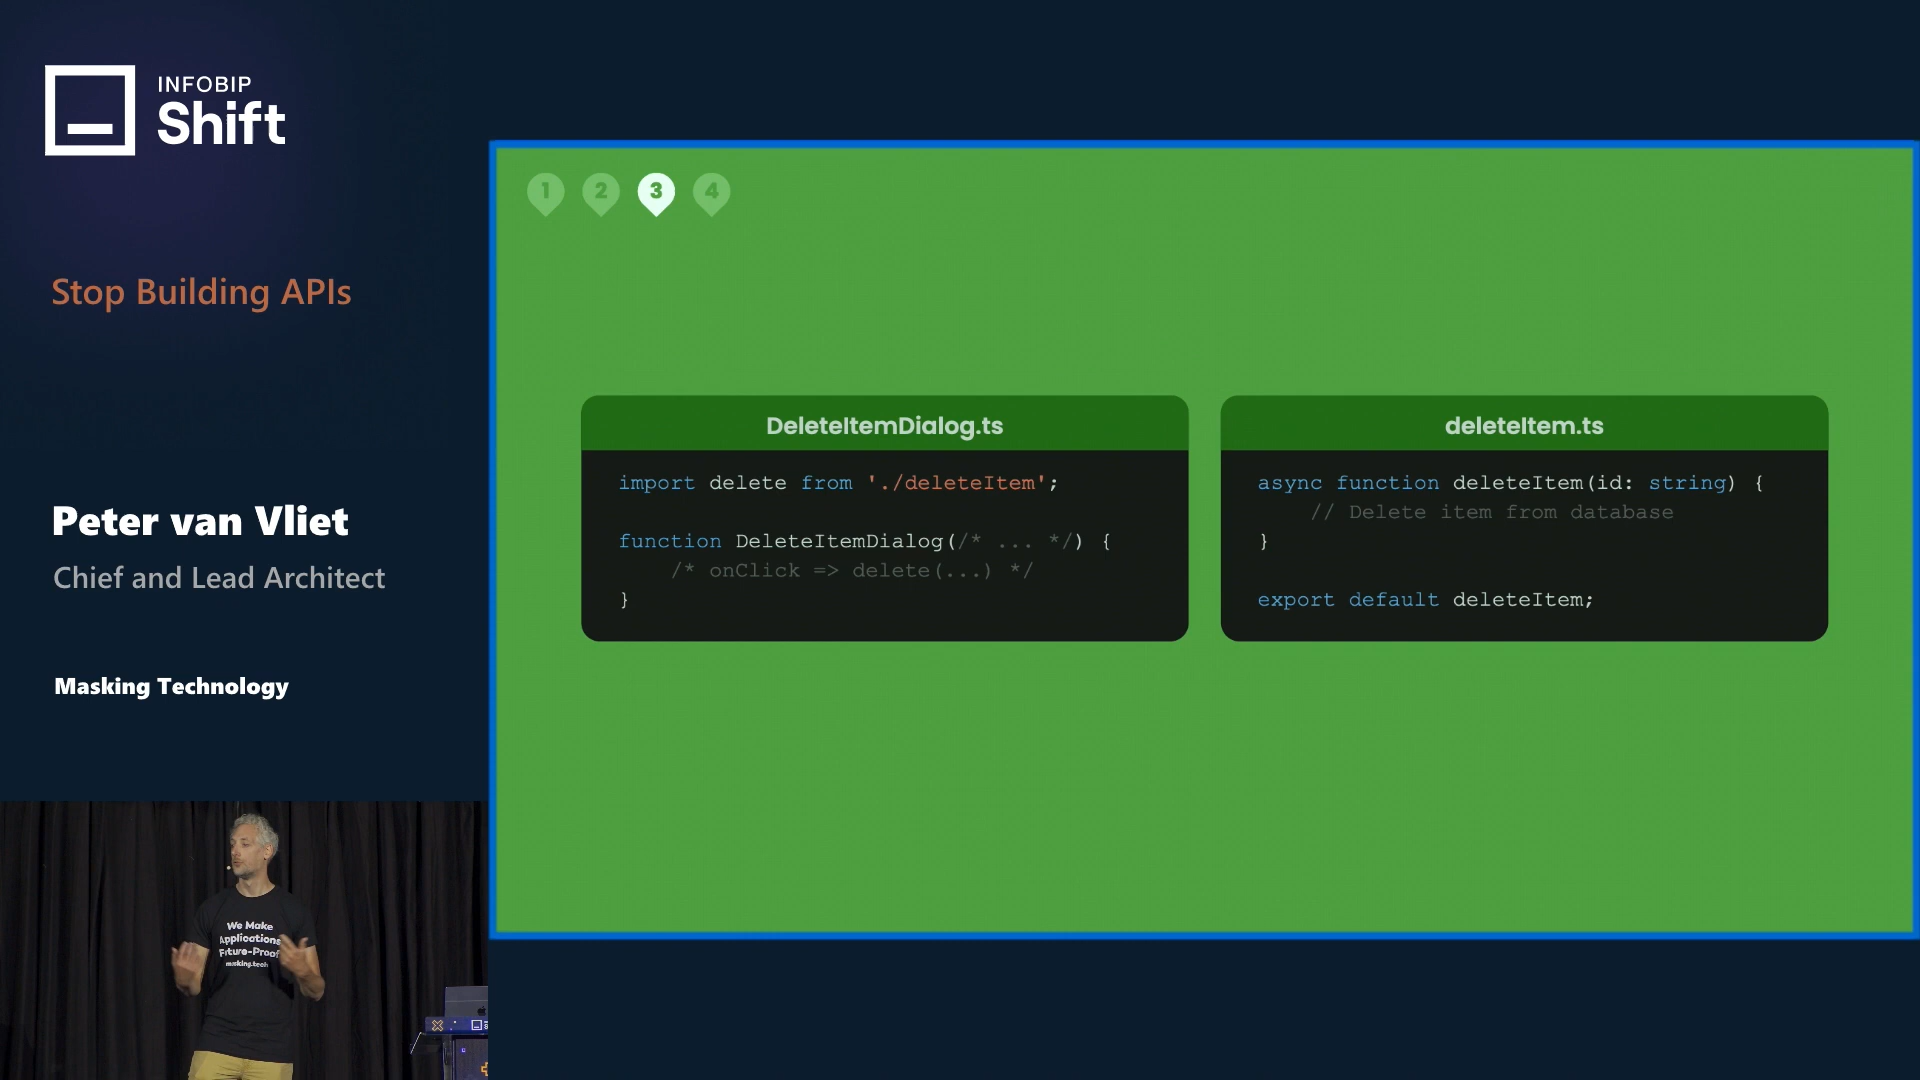 INFOBIP
Shift
Stop Building APIs
Peter van Vliet
Chief and Lead Architect
Masking Technology
1 2 3 4
DeleteItemDialog.ts
import delete from './deleteItem';
function DeleteItemDialog(/* ... */) {
/* onClick => delete(...) */
}
deleteItem.ts
async function deleteItem(id: string) {
// Delete item from database
}
export default deleteItem;
We Make
Applications
Future-Proof
masking.tech